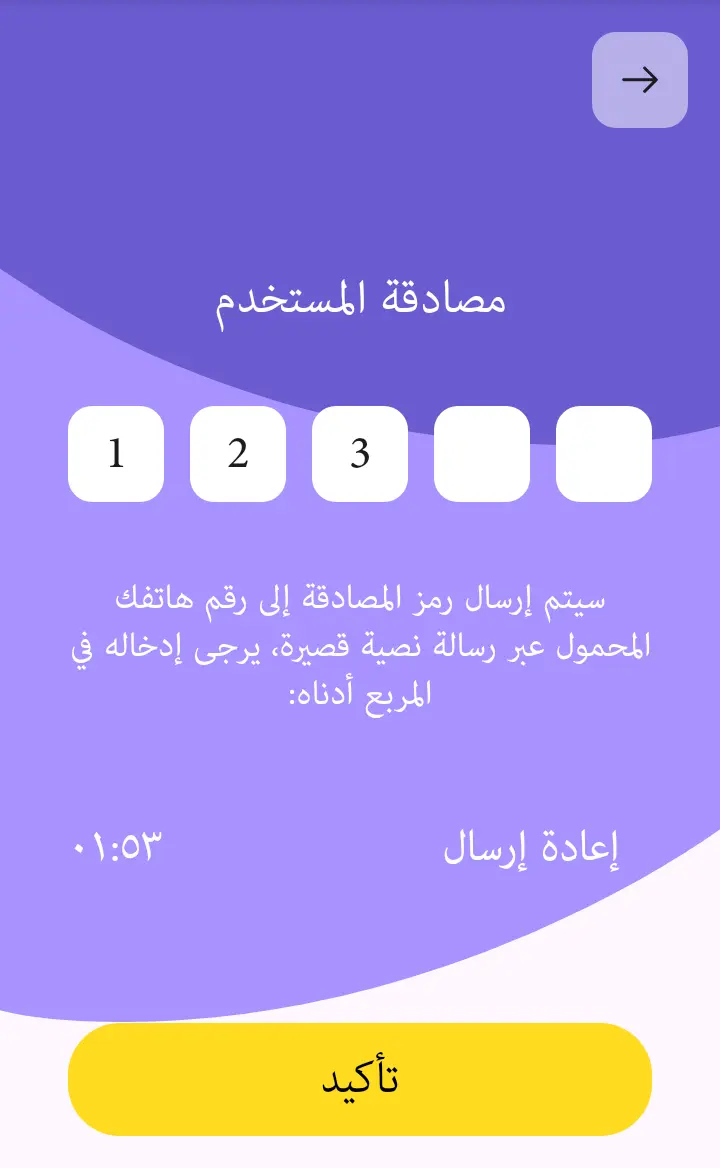 مصادقة المستخدم
1 2 3
سيتم إرسال رمز المصادقة إلى رقم هاتفك
المحمول عبر رسالة نصية قصيرة، يرجى إدخاله في
المربع أدناه:
إعادة إرسال
٠١:٥٣
تأكيد